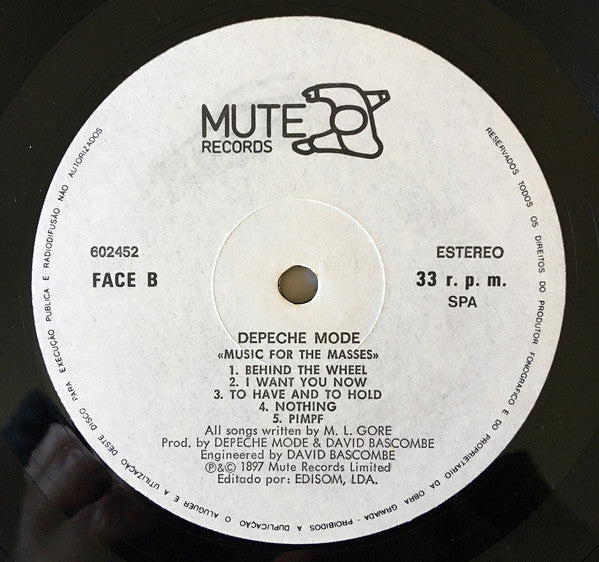 MUTE
RECORDS
602452
FACE B
ESTEREO
33 r. p. m.
SPA
DEPECHE MODE
«MUSIC FOR THE MASSES»
1. BEHIND THE WHEEL
2. I WANT YOU NOW
3. TO HAVE AND TO HOLD
4. NOTHING
5. PIMPF
All songs written by M. L. GORE
Prod. by DEPECHE MODE & DAVID BASCOMBE
Engineered by DAVID BASCOMBE
℗&© 1897 Mute Records Limited
Editado por: EDISOM, LDA.
RESERVADOS TODOS OS DIREITOS DO PRODUTOR FONOGRAFICO E DO PROPRIETARIO DA OBRA GRAVADA - PROIBIDOS A DUPLICAÇÃO O ALUGUER E A UTILIZAÇÃO DESTE DISCO PARA EXECUÇÃO PUBLICA E RADIODIFUSÃO NÃO AUTORIZADOS